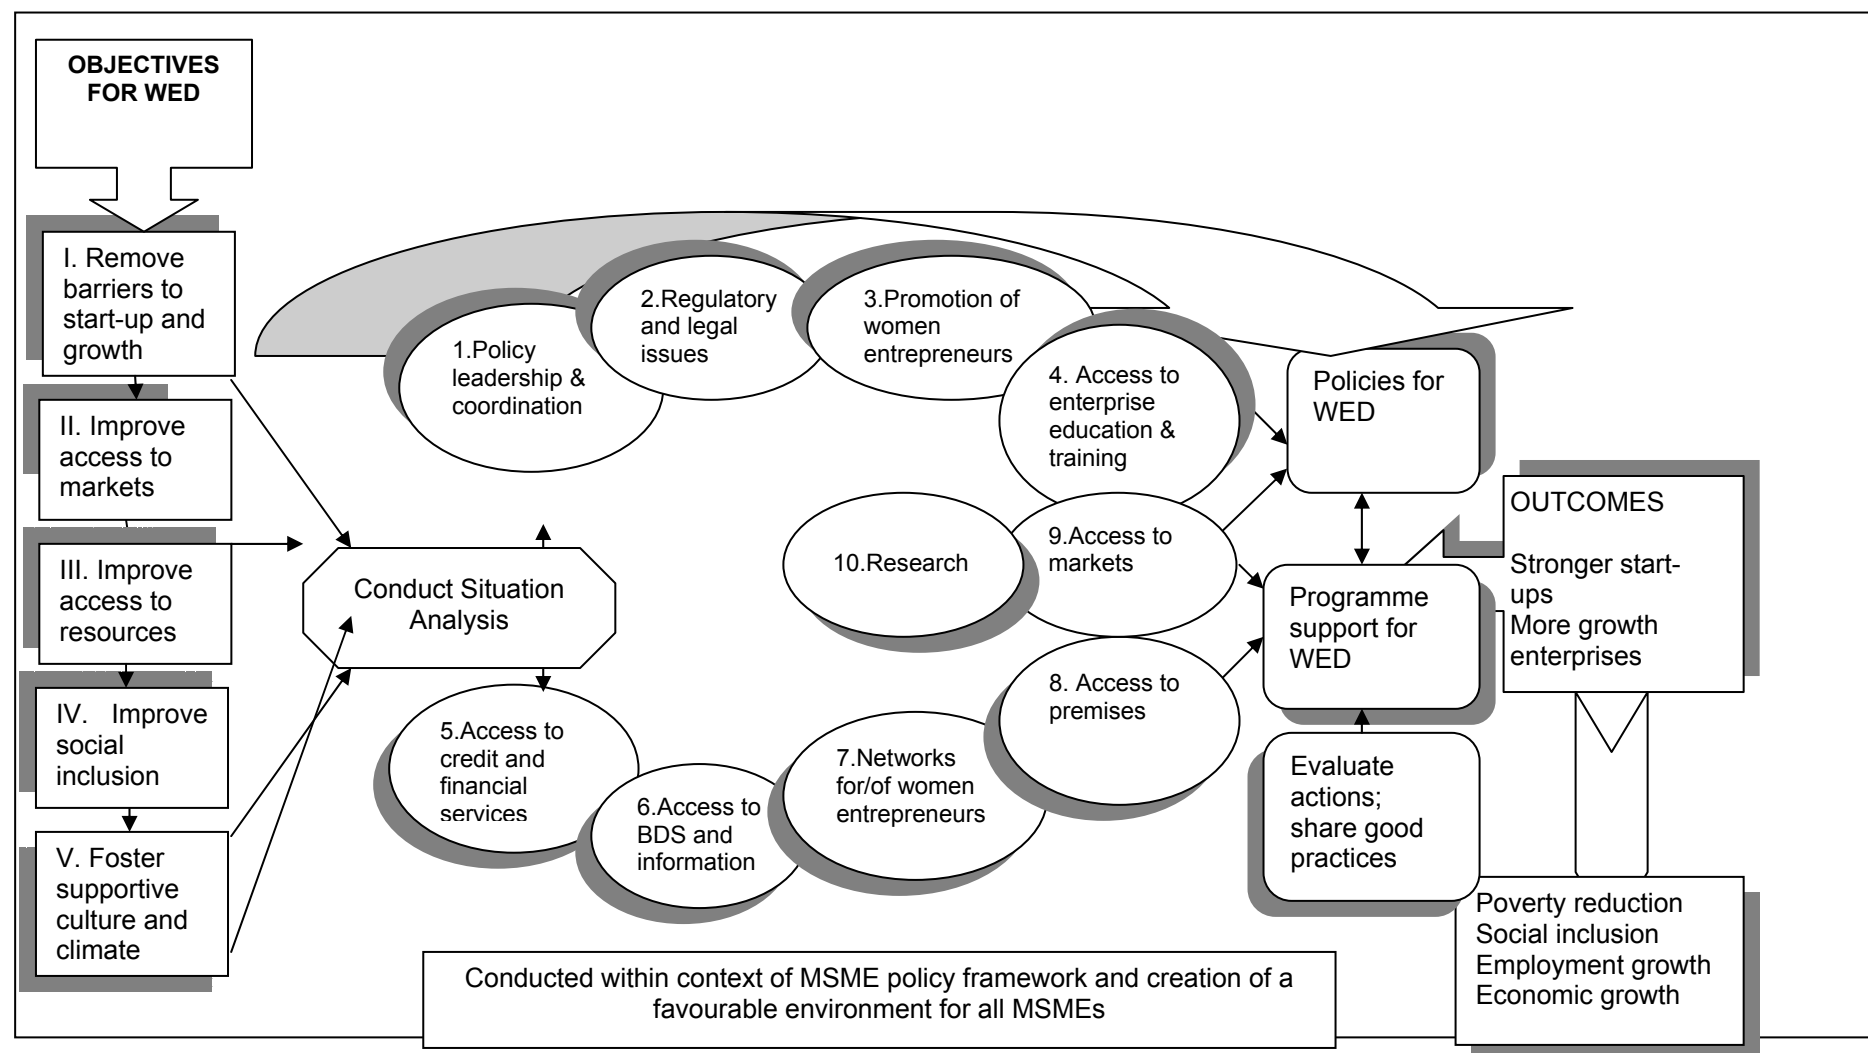 OBJECTIVES
FOR WED
I. Remove
barriers to
start-up and
growth
II. Improve
access to
markets
III. Improve
access to
resources
IV. Improve
social
inclusion
V. Foster
supportive
culture and
climate
Conduct Situation
Analysis
1.Policy
leadership &
coordination
2.Regulatory
and legal
issues
3.Promotion of
women
entrepreneurs
4. Access to
enterprise
education &
training
5.Access to
credit and
financial
services
6.Access to
BDS and
information
7.Networks
for/of women
entrepreneurs
8. Access to
premises
9.Access to
markets
10.Research
Policies for
WED
Programme
support for
WED
Evaluate
actions;
share good
practices
OUTCOMES
Stronger start-
ups
More growth
enterprises
Poverty reduction
Social inclusion
Employment growth
Economic growth
Conducted within context of MSME policy framework and creation of a
favourable environment for all MSMEs